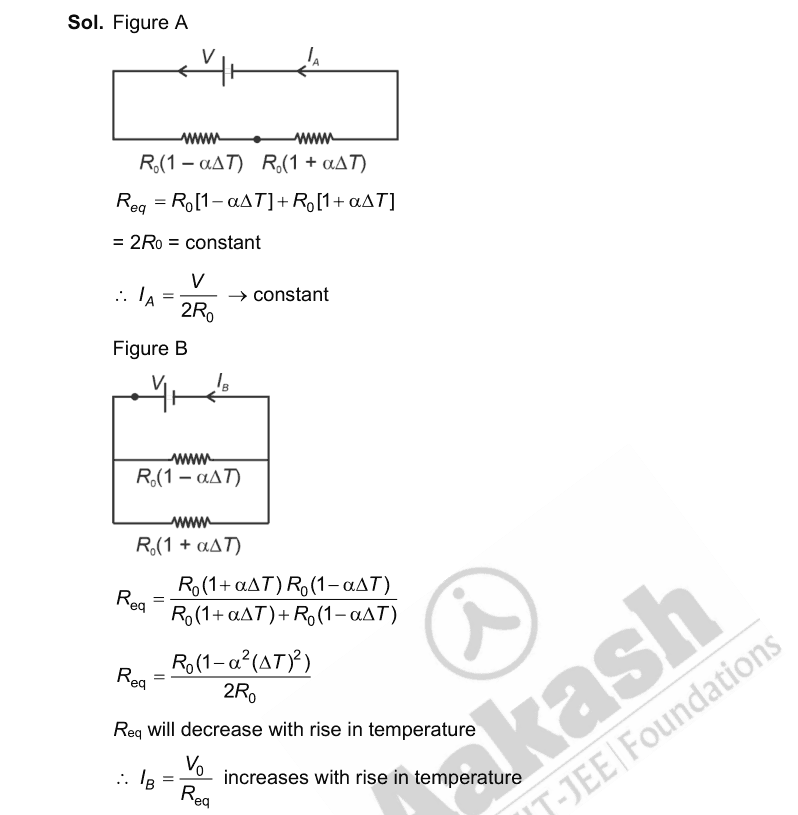 Sol. Figure A
V I_A
R₀(1 – αΔT) R₀(1 + αΔT)
R_eq = R₀[1 – αΔT] + R₀[1 + αΔT]
= 2R0 = constant
∴ I_A = V/2R₀ → constant
Figure B
V I_B
R₀(1 – αΔT)
R₀(1 + αΔT)
R_eq = R₀(1 + αΔT) R₀(1 – αΔT)/R₀(1 + αΔT) + R₀(1 – αΔT)
R_eq = R₀(1 – α²(ΔT)²)/2R₀
Req will decrease with rise in temperature
∴ I_B = V₀/R_eq increases with rise in temperature
Aakash
IIT-JEE|Foundations